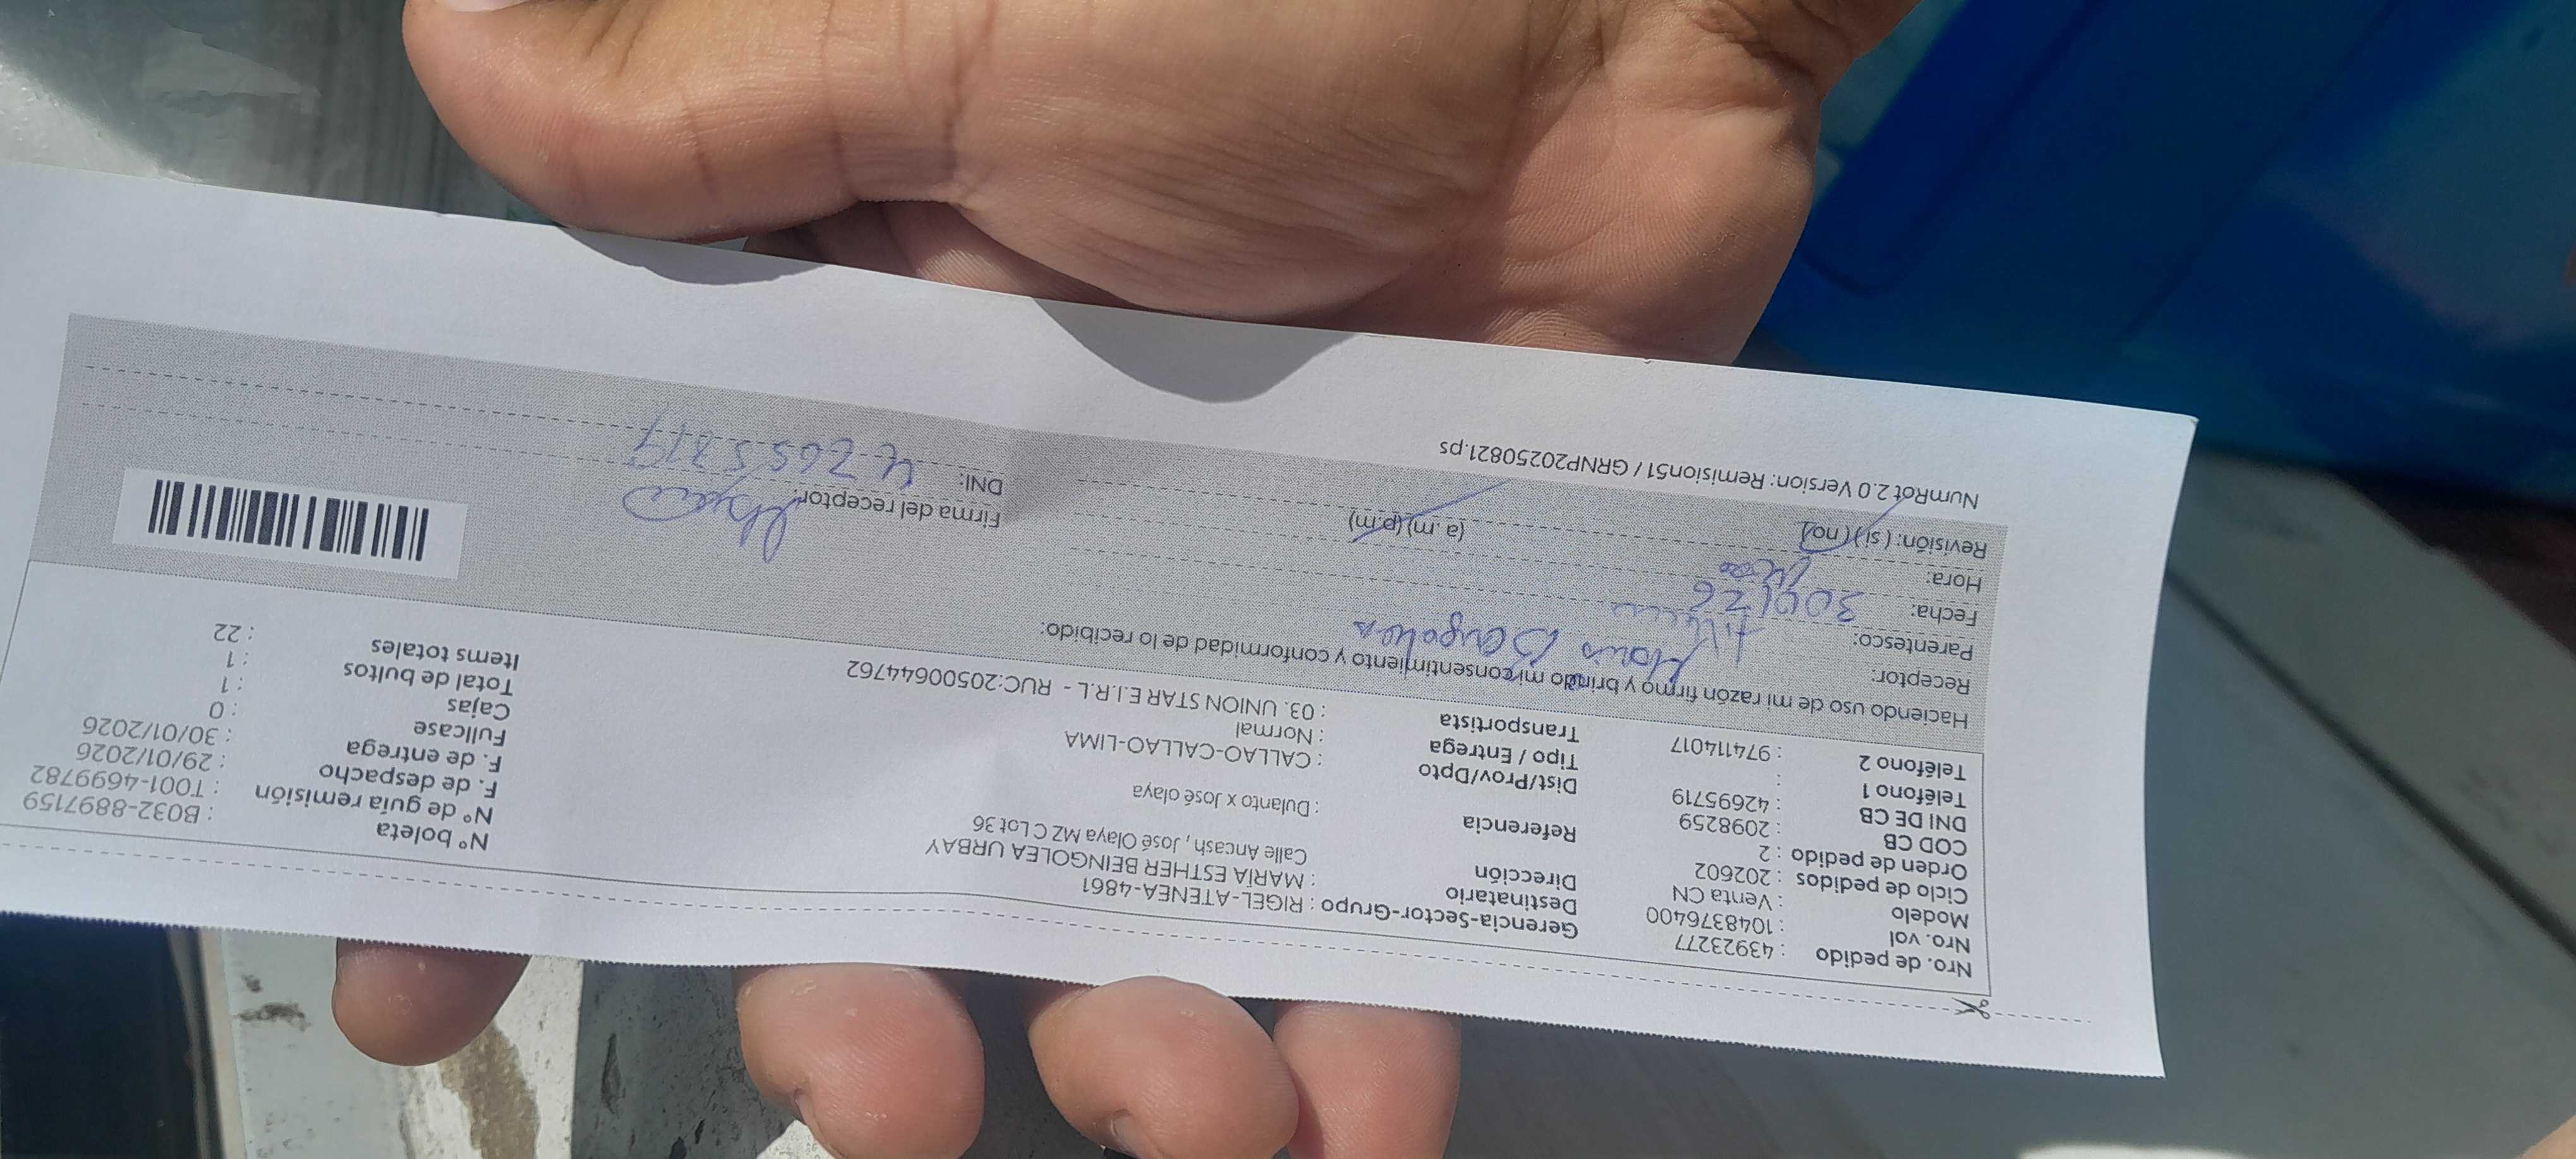 Nro. de pedido : 43923277
Nro. vol : 1048376400
Modelo : Venta CN
Ciclo de pedidos : 202602
Orden de pedido : 2
COD CB : 2098259
DNI DE CB : 42695719
Teléfono 1 :
Teléfono 2 : 974114017
Gerencia-Sector-Grupo : RIGEL-ATENEA-4861
Destinatario : MARÍA ESTHER BEINGOLEA URBAY
Dirección Calle Ancash , José Olaya MZ C Lot 36
Referencia : Dulanto x José olaya
Dist/Prov/Dpto : CALLAO-CALLAO-LIMA
Tipo / Entrega : Normal
Transportista : 03. UNION STAR E.I.R.L - RUC:20500644762
N° boleta : B032-8897159
N° de guía remisión : T001-4699782
F. de despacho : 29/01/2026
F. de entrega : 30/01/2026
Fullcase : 0
Cajas : 1
Total de bultos : 1
Items totales : 22
Haciendo uso de mi razón firmo y brindo mi consentimiento y conformidad de lo recibido:
Receptor:
Parentesco:
Fecha: 300126
Hora: (a.m) (p.m)
Revisión: ( si ) ( no )
Firma del receptor:
DNI:
NumRot 2.0 Version: Remision51 / GRNP20250821.ps